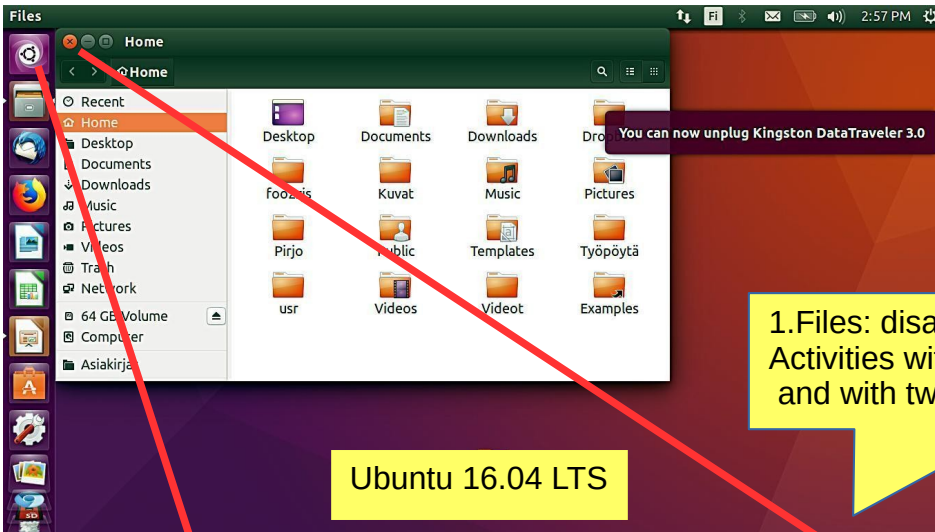 Files
Fi
2:57 PM
Home
Home
Recent
Home
Desktop
Documents
Downloads
Music
Pictures
Videos
Trash
Network
64 GB Volume
Computer
Desktop Documents Downloads
You can now unplug Kingston DataTraveler 3.0
Kuvat Music Pictures
Pirjo Public Templates Työpöytä
usr Videos Videot Examples
1.Files: disa
Activities wi
and with tw
Ubuntu 16.04 LTS
SD